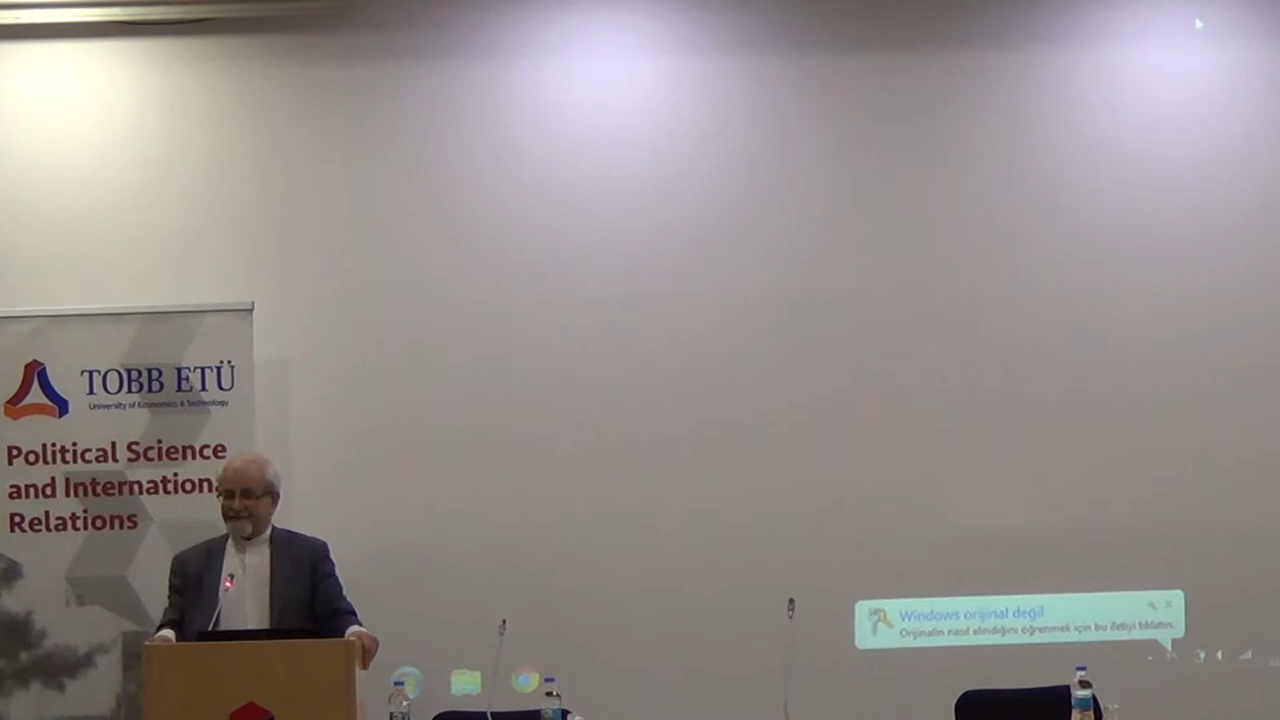 TOBB ETÜ
University of Economics & Technology
Political Science
and Internation
Relations
Windows orijinal değil
Orijinalin nasıl alındığını öğrenmek için bu iletiyi tıklatın.